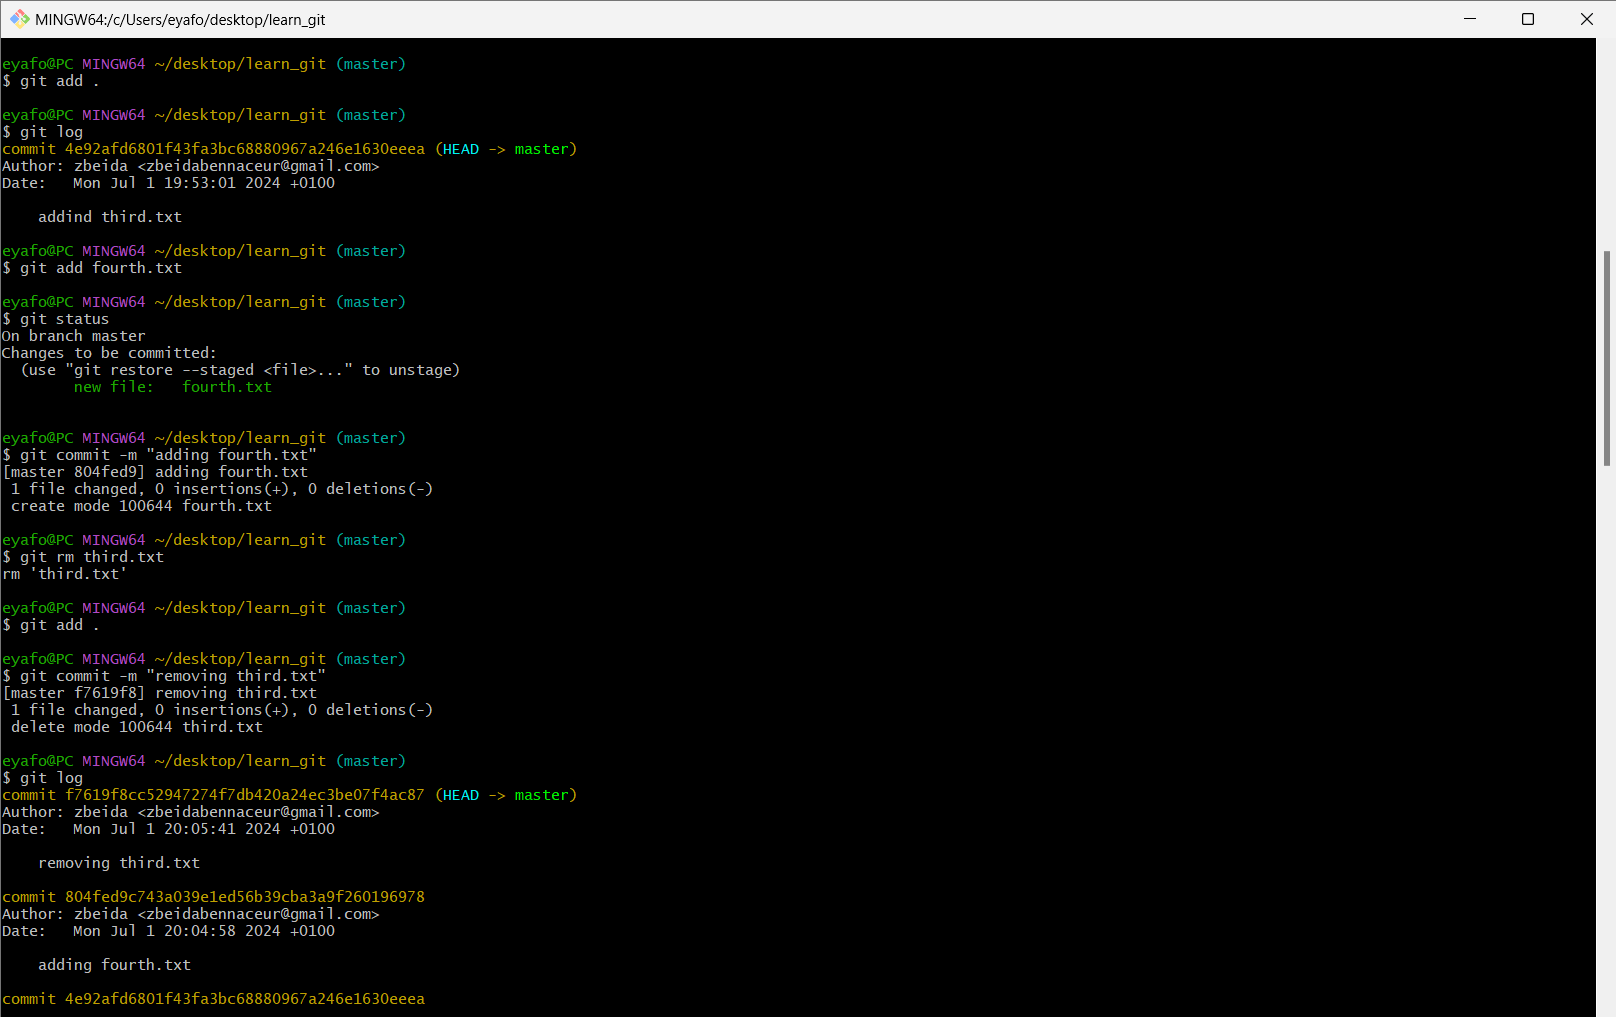 MINGW64:/c/Users/eyafo/desktop/learn_git
eyafo@PC MINGW64 ~/desktop/learn_git (master)
$ git add .
eyafo@PC MINGW64 ~/desktop/learn_git (master)
$ git log
commit 4e92afd6801f43fa3bc68880967a246e1630eeea (HEAD -> master)
Author: zbeida <zbeidabennaceur@gmail.com>
Date:   Mon Jul 1 19:53:01 2024 +0100
    addind third.txt
eyafo@PC MINGW64 ~/desktop/learn_git (master)
$ git add fourth.txt
eyafo@PC MINGW64 ~/desktop/learn_git (master)
$ git status
On branch master
Changes to be committed:
  (use "git restore --staged <file>..." to unstage)
        new file:   fourth.txt
eyafo@PC MINGW64 ~/desktop/learn_git (master)
$ git commit -m "adding fourth.txt"
[master 804fed9] adding fourth.txt
 1 file changed, 0 insertions(+), 0 deletions(-)
 create mode 100644 fourth.txt
eyafo@PC MINGW64 ~/desktop/learn_git (master)
$ git rm third.txt
rm 'third.txt'
eyafo@PC MINGW64 ~/desktop/learn_git (master)
$ git add .
eyafo@PC MINGW64 ~/desktop/learn_git (master)
$ git commit -m "removing third.txt"
[master f7619f8] removing third.txt
 1 file changed, 0 insertions(+), 0 deletions(-)
 delete mode 100644 third.txt
eyafo@PC MINGW64 ~/desktop/learn_git (master)
$ git log
commit f7619f8cc52947274f7db420a24ec3be07f4ac87 (HEAD -> master)
Author: zbeida <zbeidabennaceur@gmail.com>
Date:   Mon Jul 1 20:05:41 2024 +0100
    removing third.txt
commit 804fed9c743a039e1ed56b39cba3a9f260196978
Author: zbeida <zbeidabennaceur@gmail.com>
Date:   Mon Jul 1 20:04:58 2024 +0100
    adding fourth.txt
commit 4e92afd6801f43fa3bc68880967a246e1630eeea